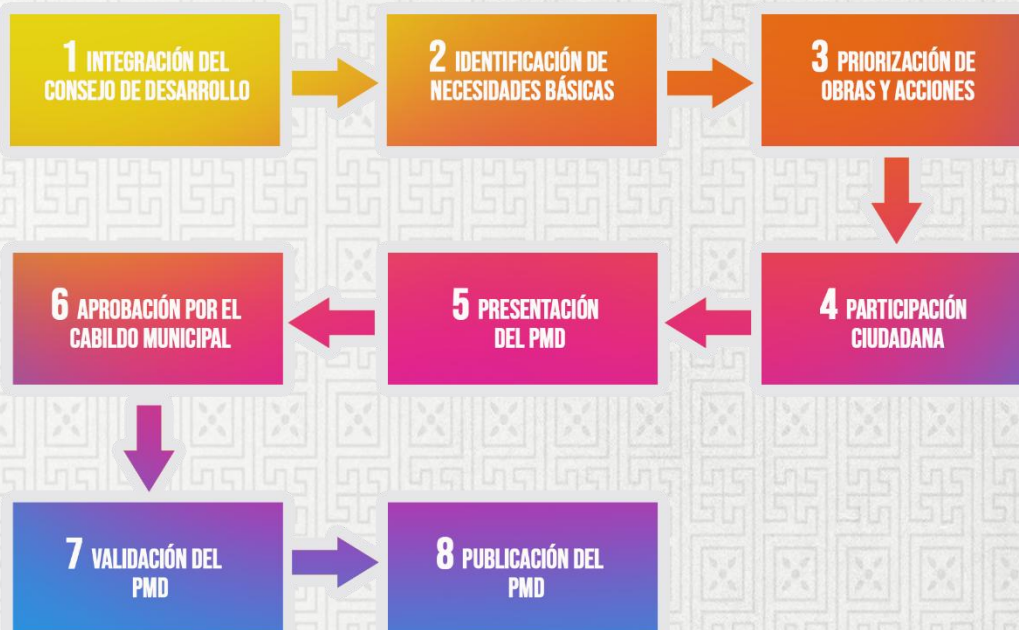 1 INTEGRACIÓN DEL
CONSEJO DE DESARROLLO
2 IDENTIFICACIÓN DE
NECESIDADES BÁSICAS
3 PRIORIZACIÓN DE
OBRAS Y ACCIONES
4 PARTICIPACIÓN
CIUDADANA
5 PRESENTACIÓN
DEL PMD
6 APROBACIÓN POR EL
CABILDO MUNICIPAL
7 VALIDACIÓN DEL
PMD
8 PUBLICACIÓN DEL
PMD